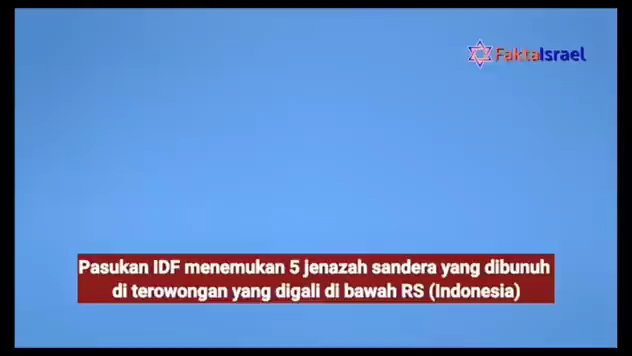 FaktaIsrael
Pasukan IDF menemukan 5 jenazah sandera yang dibunuh
di terowongan yang digali di bawah RS (Indonesia)